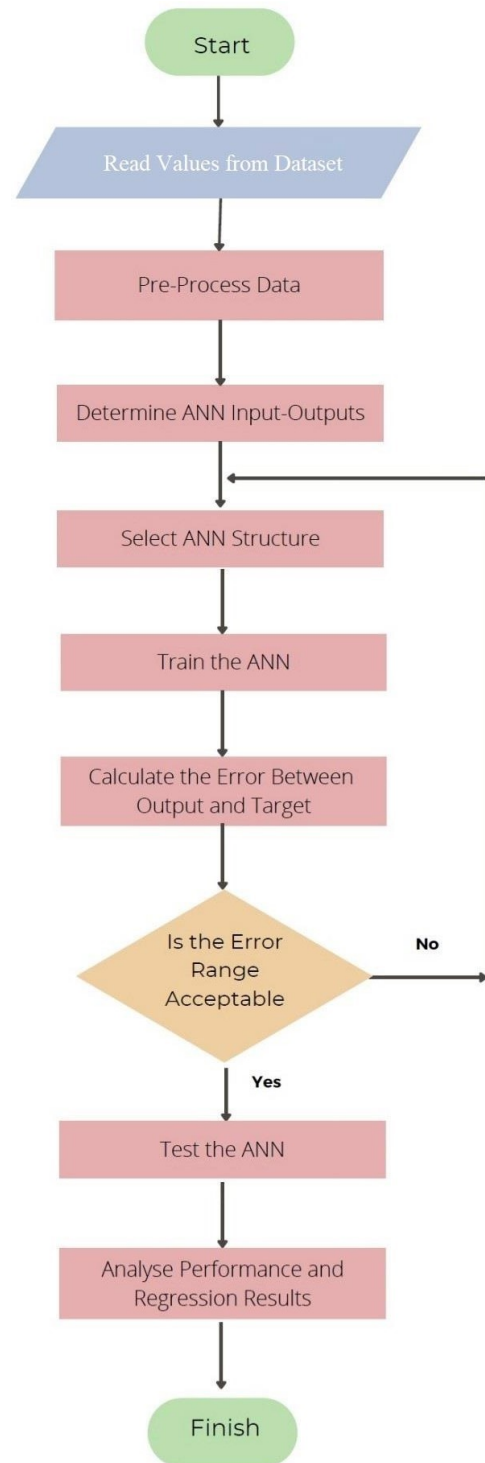 Start
Read Values from Dataset
Pre-Process Data
Determine ANN Input-Outputs
Select ANN Structure
Train the ANN
Calculate the Error Between
Output and Target
Is the Error
Range
Acceptable
No
Yes
Test the ANN
Analyse Performance and
Regression Results
Finish